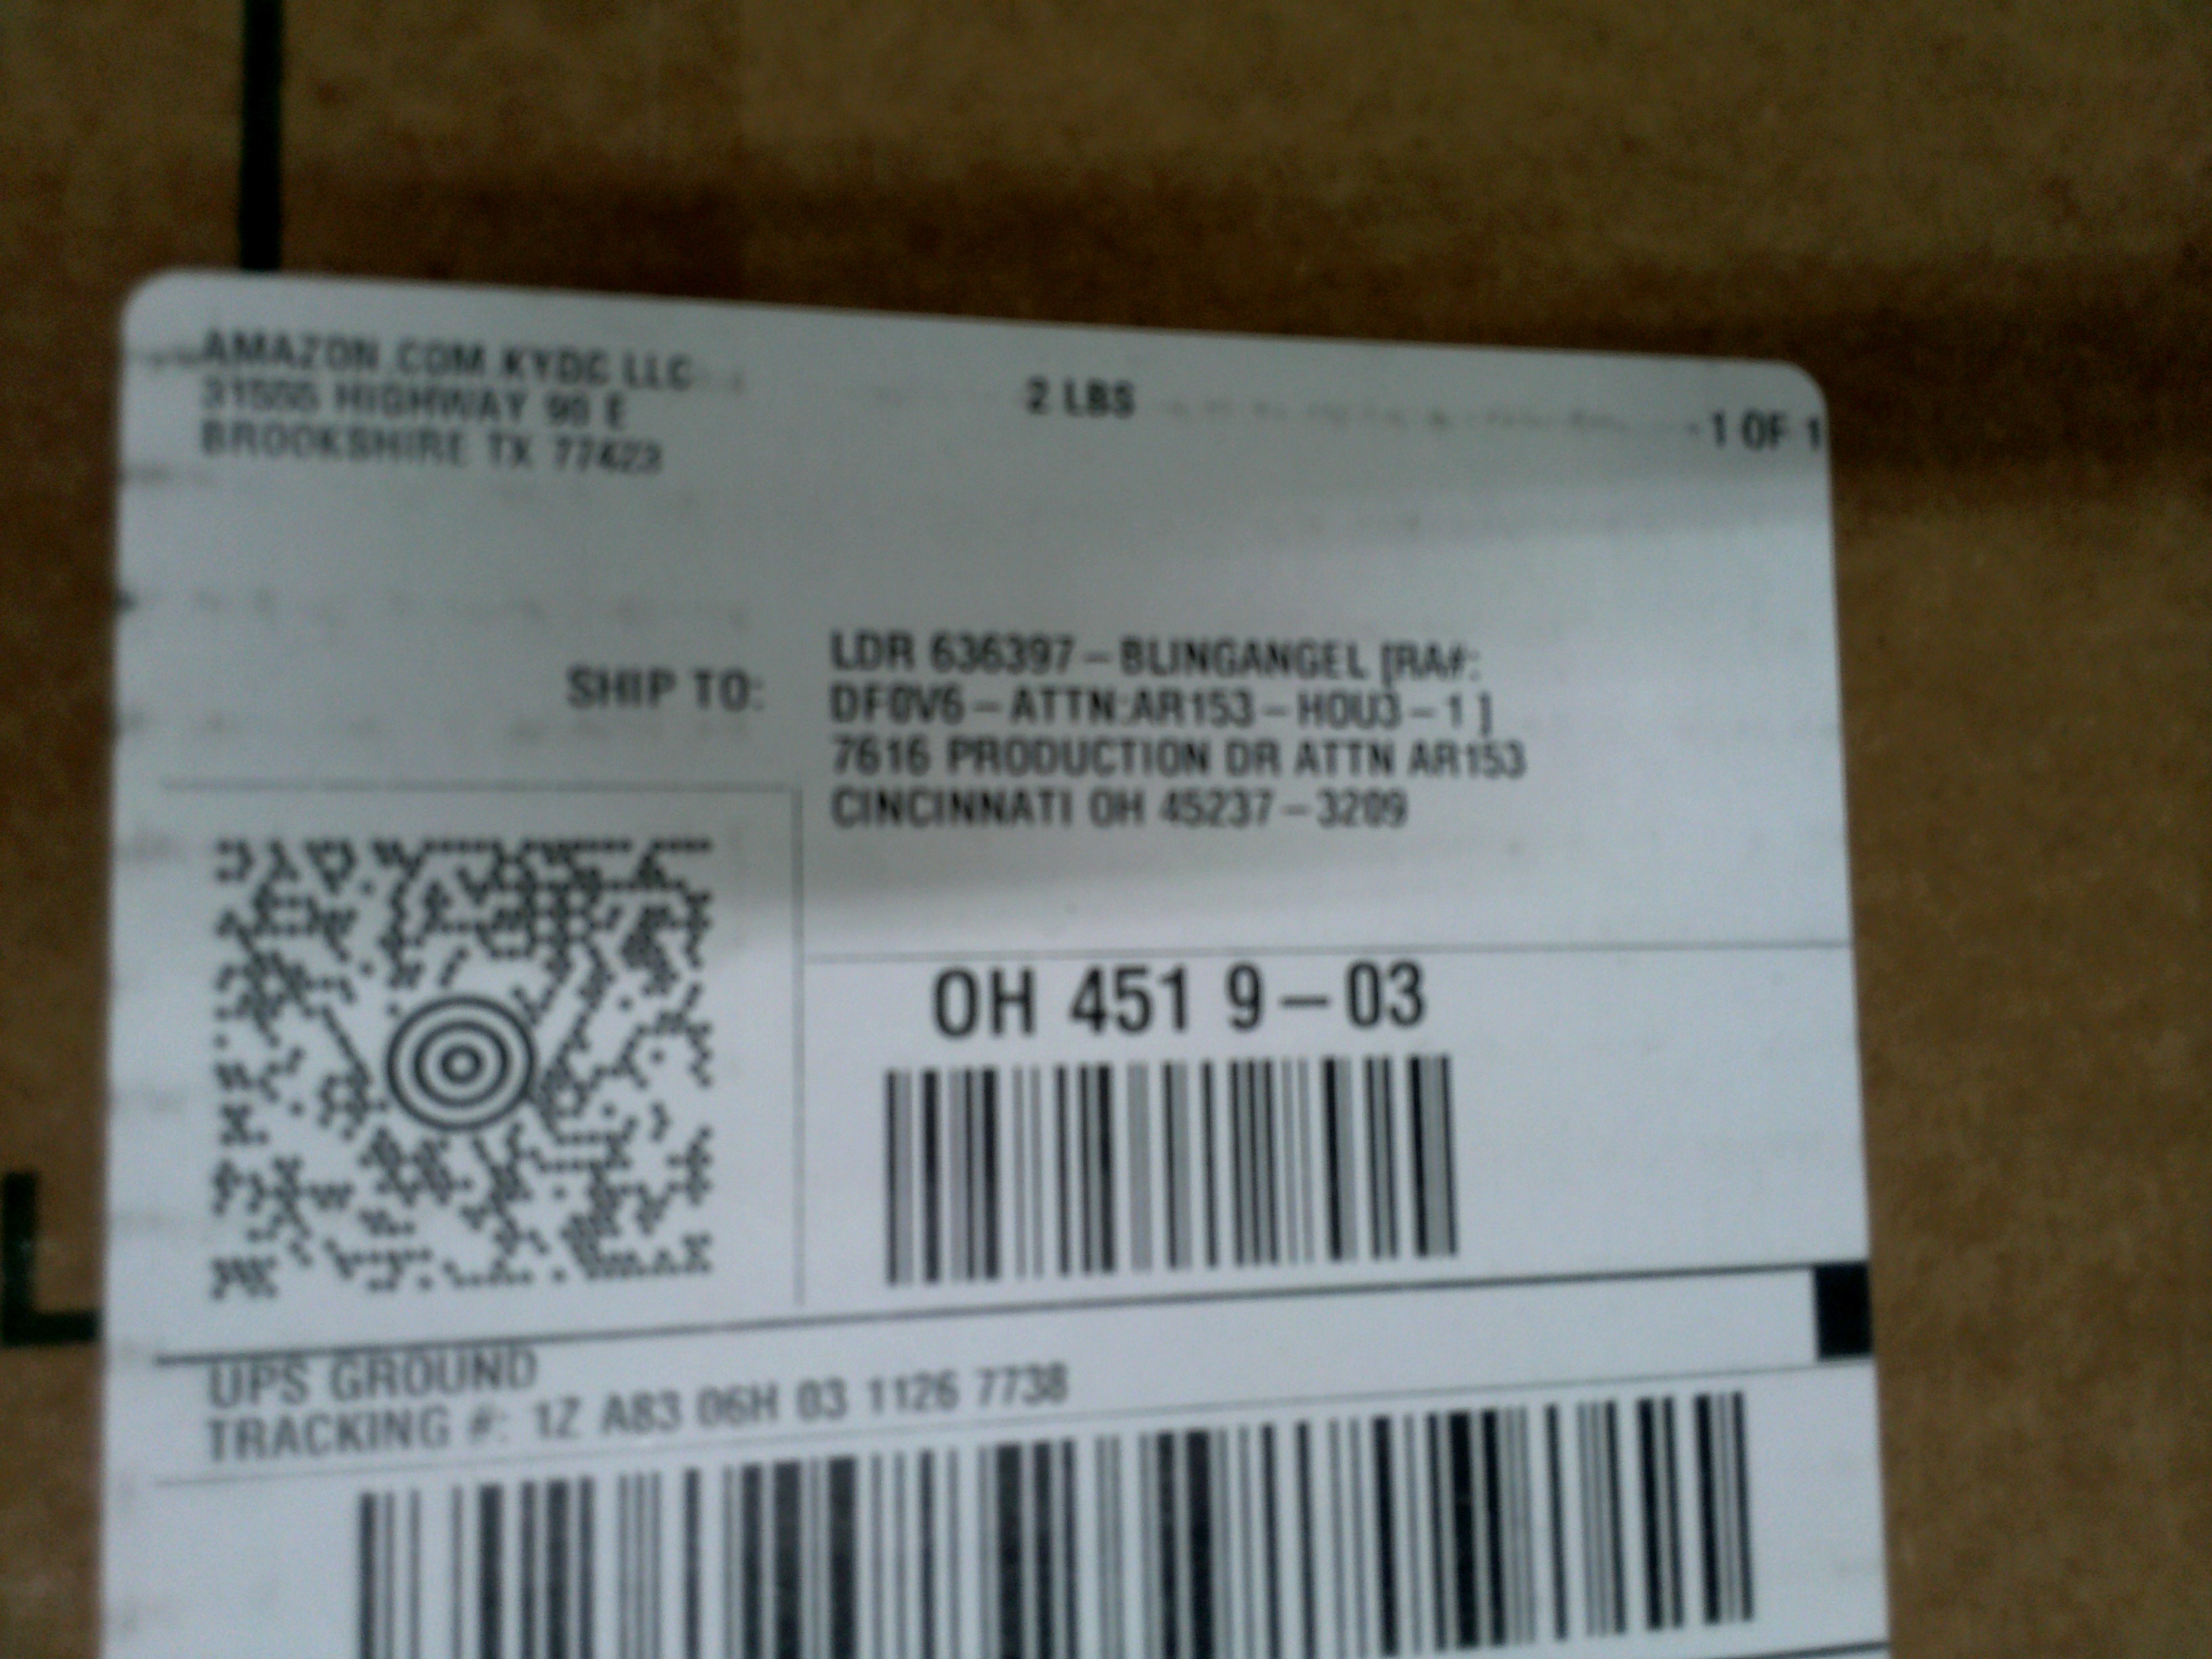 AMAZON.COM.KYDC LLC
31555 HIGHWAY 90 E
BROOKSHIRE TX 77423
2 LBS
1 OF 1
SHIP TO:
LDR 636397-BLINGANGEL [RA#:
DF0V6-ATTN:AR153-HOU3-1 ]
7616 PRODUCTION DR ATTN AR153
CINCINNATI OH 45237-3209
OH 451 9-03
UPS GROUND
TRACKING #: 1Z A83 06H 03 1126 7738
L